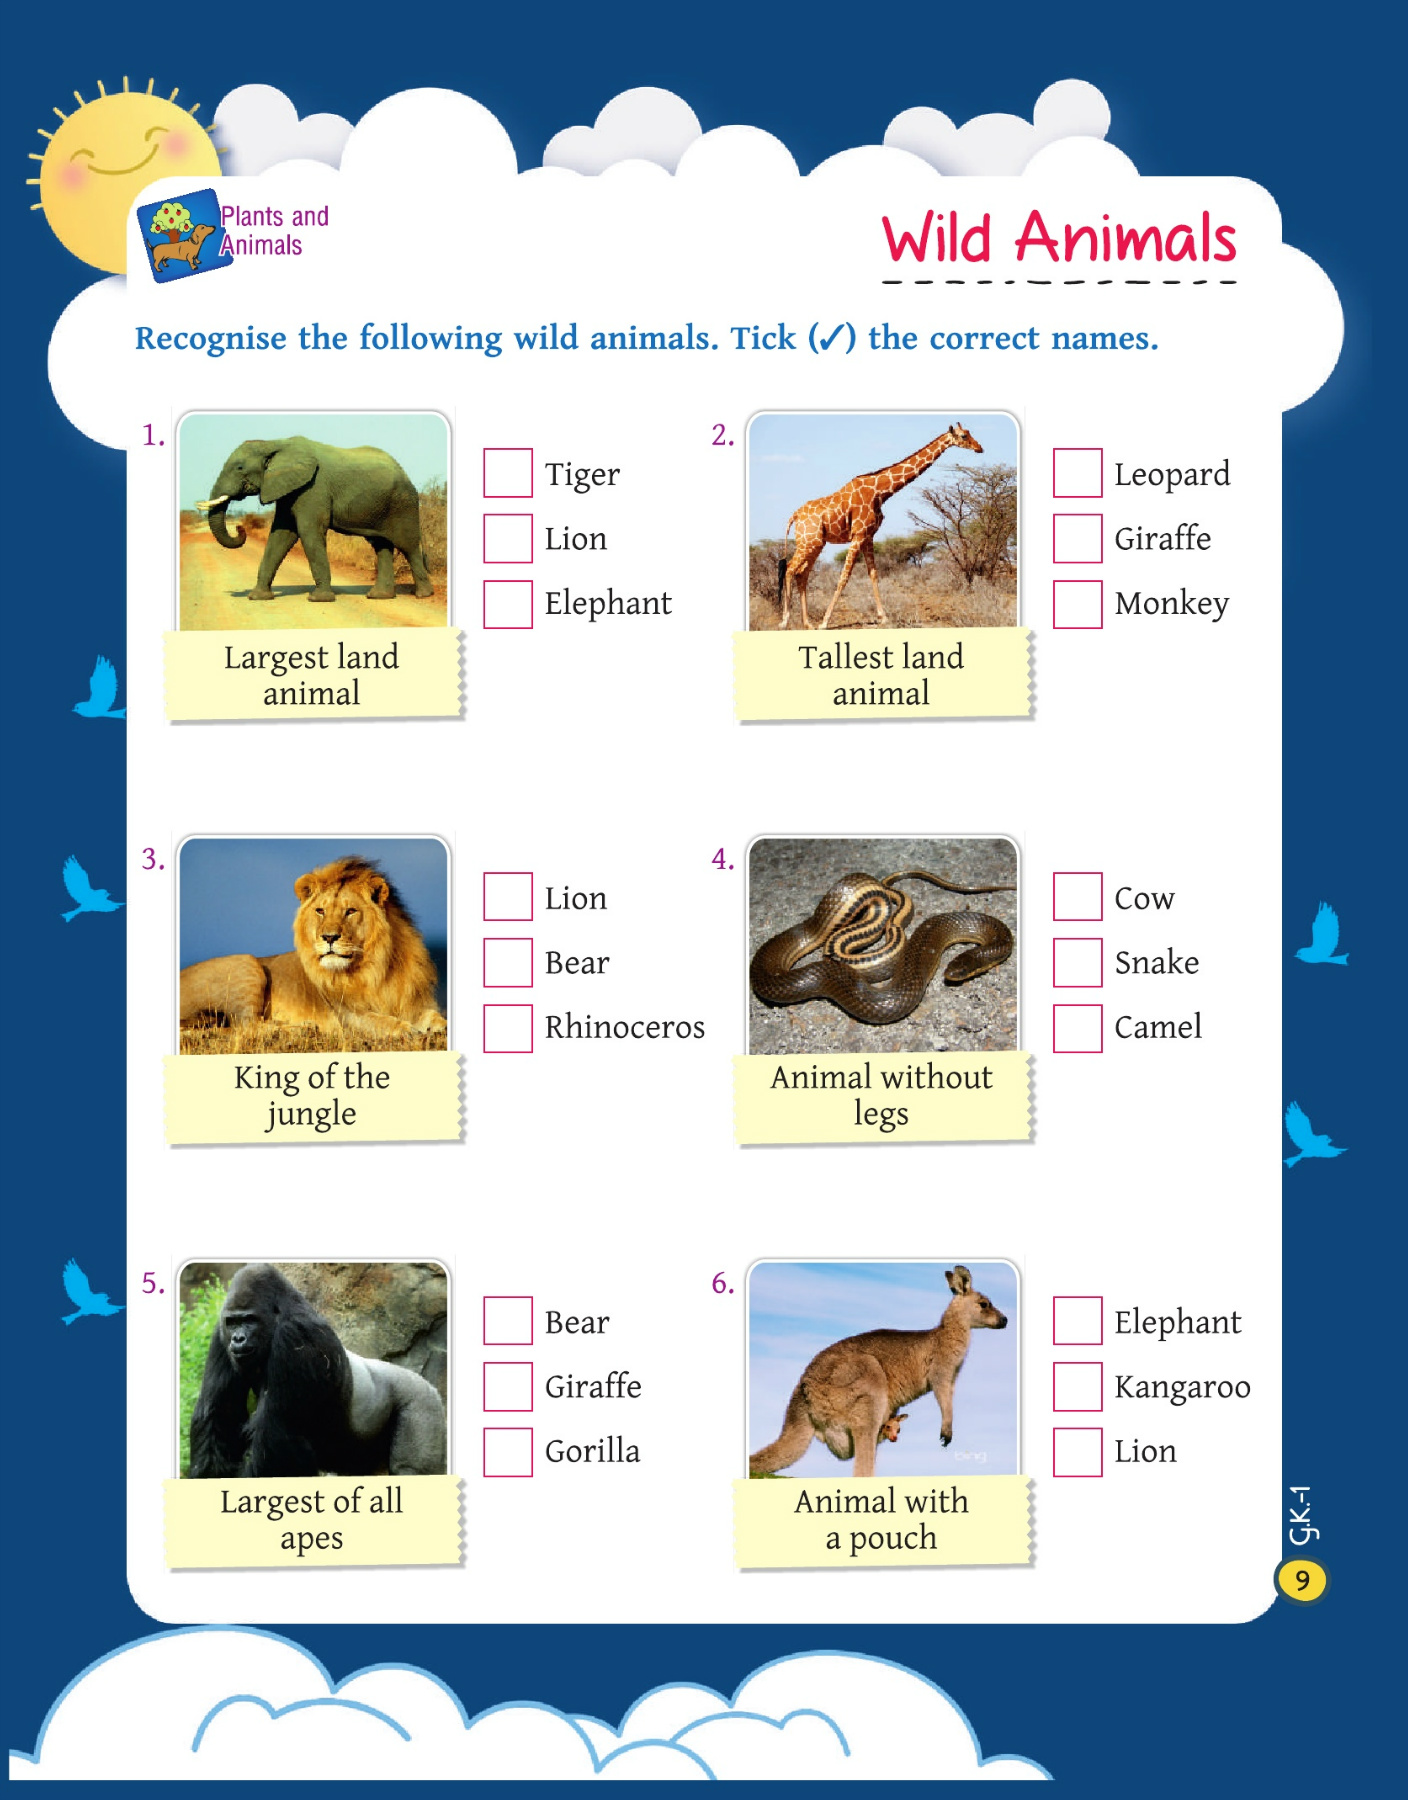 Plants and
Animals
Wild Animals
Recognise the following wild animals. Tick (✓) the correct names.
1.
Tiger
Lion
Elephant
Largest land
animal
2.
Leopard
Giraffe
Monkey
Tallest land
animal
3.
Lion
Bear
Rhinoceros
King of the
jungle
4.
Cow
Snake
Camel
Animal without
legs
5.
Bear
Giraffe
Gorilla
Largest of all
apes
6.
Elephant
Kangaroo
Lion
bing
Animal with
a pouch
G.K.-1
9